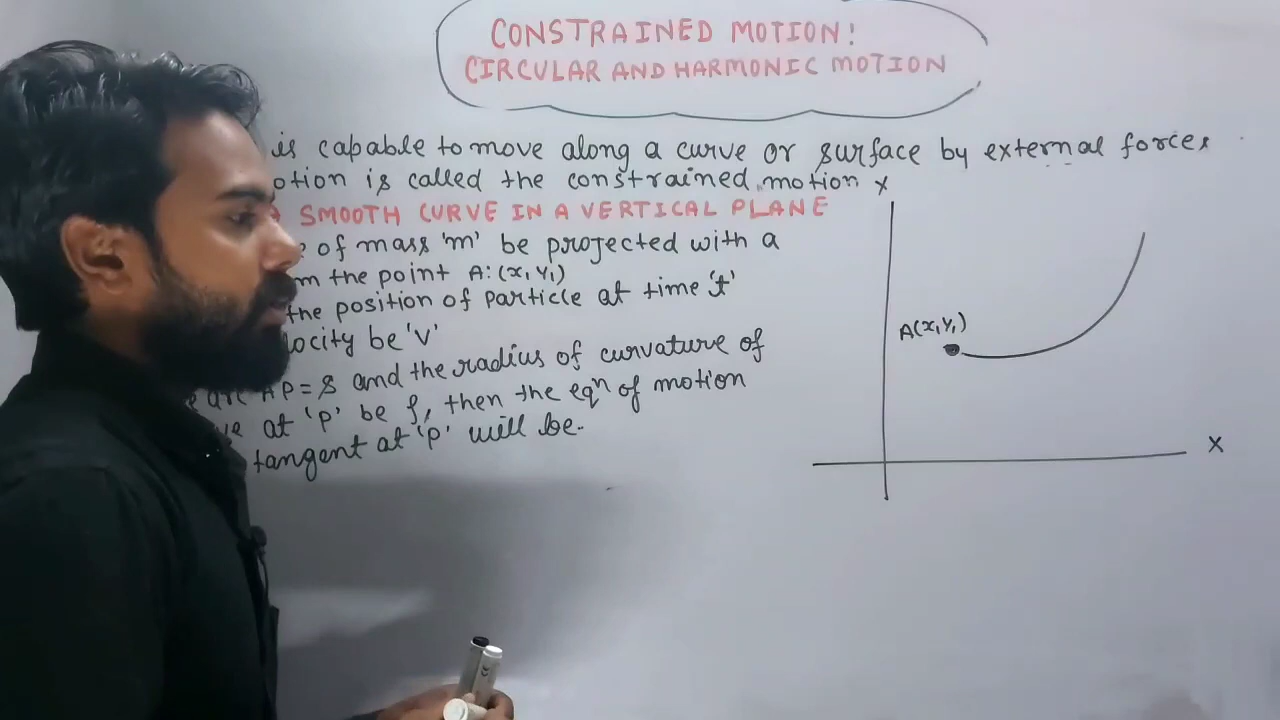 CONSTRAINED MOTION:
CIRCULAR AND HARMONIC MOTION
is capable to move along a curve or surface by external forces
otion is called the constrained motion
SMOOTH CURVE IN A VERTICAL PLANE
of mass 'm' be projected with a
m the point A:(x₁ y₁)
the position of particle at time 't'
locity be 'v'
AP = s and the radius of curvature of
ve at 'p' be ρ, then the eqⁿ of motion
tangent at 'p' will be-
Y
A(x₁ y₁)
X